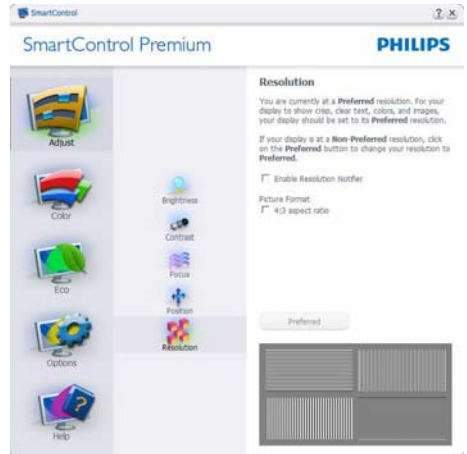 SmartControl
? X
SmartControl Premium
PHILIPS
Adjust
Color
Eco
Options
Help
Brightness
Contrast
Focus
Position
Resolution
Resolution
You are currently at a Preferred resolution. For your
display to show crisp, clear text, colors, and images,
your display should be set to its Preferred resolution.
If your display is at a Non-Preferred resolution, click
on the Preferred button to change your resolution to
Preferred.
Enable Resolution Notifier
Picture Format
4:3 aspect ratio
Preferred